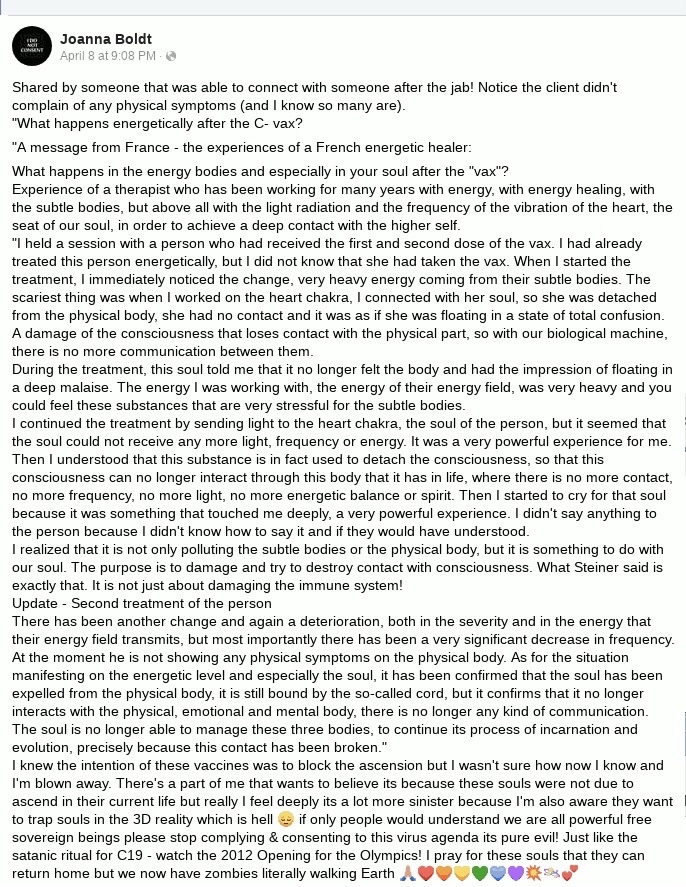 I DO
NOT
CONSENT
Joanna Boldt
April 8 at 9:08 PM ·
Shared by someone that was able to connect with someone after the jab! Notice the client didn't
complain of any physical symptoms (and I know so many are).
"What happens energetically after the C- vax?
"A message from France - the experiences of a French energetic healer:
What happens in the energy bodies and especially in your soul after the "vax"?
Experience of a therapist who has been working for many years with energy, with energy healing, with
the subtle bodies, but above all with the light radiation and the frequency of the vibration of the heart, the
seat of our soul, in order to achieve a deep contact with the higher self.
"I held a session with a person who had received the first and second dose of the vax. I had already
treated this person energetically, but I did not know that she had taken the vax. When I started the
treatment, I immediately noticed the change, very heavy energy coming from their subtle bodies. The
scariest thing was when I worked on the heart chakra, I connected with her soul, so she was detached
from the physical body, she had no contact and it was as if she was floating in a state of total confusion.
A damage of the consciousness that loses contact with the physical part, so with our biological machine,
there is no more communication between them.
During the treatment, this soul told me that it no longer felt the body and had the impression of floating in
a deep malaise. The energy I was working with, the energy of their energy field, was very heavy and you
could feel these substances that are very stressful for the subtle bodies.
I continued the treatment by sending light to the heart chakra, the soul of the person, but it seemed that
the soul could not receive any more light, frequency or energy. It was a very powerful experience for me.
Then I understood that this substance is in fact used to detach the consciousness, so that this
consciousness can no longer interact through this body that it has in life, where there is no more contact,
no more frequency, no more light, no more energetic balance or spirit. Then I started to cry for that soul
because it was something that touched me deeply, a very powerful experience. I didn't say anything to
the person because I didn't know how to say it and if they would have understood.
I realized that it is not only polluting the subtle bodies or the physical body, but it is something to do with
our soul. The purpose is to damage and try to destroy contact with consciousness. What Steiner said is
exactly that. It is not just about damaging the immune system!
Update - Second treatment of the person
There has been another change and again a deterioration, both in the severity and in the energy that
their energy field transmits, but most importantly there has been a very significant decrease in frequency.
At the moment he is not showing any physical symptoms on the physical body. As for the situation
manifesting on the energetic level and especially the soul, it has been confirmed that the soul has been
expelled from the physical body, it is still bound by the so-called cord, but it confirms that it no longer
interacts with the physical, emotional and mental body, there is no longer any kind of communication.
The soul is no longer able to manage these three bodies, to continue its process of incarnation and
evolution, precisely because this contact has been broken."
I knew the intention of these vaccines was to block the ascension but I wasn't sure how now I know and
I'm blown away. There's a part of me that wants to believe its because these souls were not due to
ascend in their current life but really I feel deeply its a lot more sinister because I'm also aware they want
to trap souls in the 3D reality which is hell 😞 if only people would understand we are all powerful free
sovereign beings please stop complying & consenting to this virus agenda its pure evil! Just like the
satanic ritual for C19 - watch the 2012 Opening for the Olympics! I pray for these souls that they can
return home but we now have zombies literally walking Earth 🙏🏼❤️🧡💛💚💙💜💥💫💕